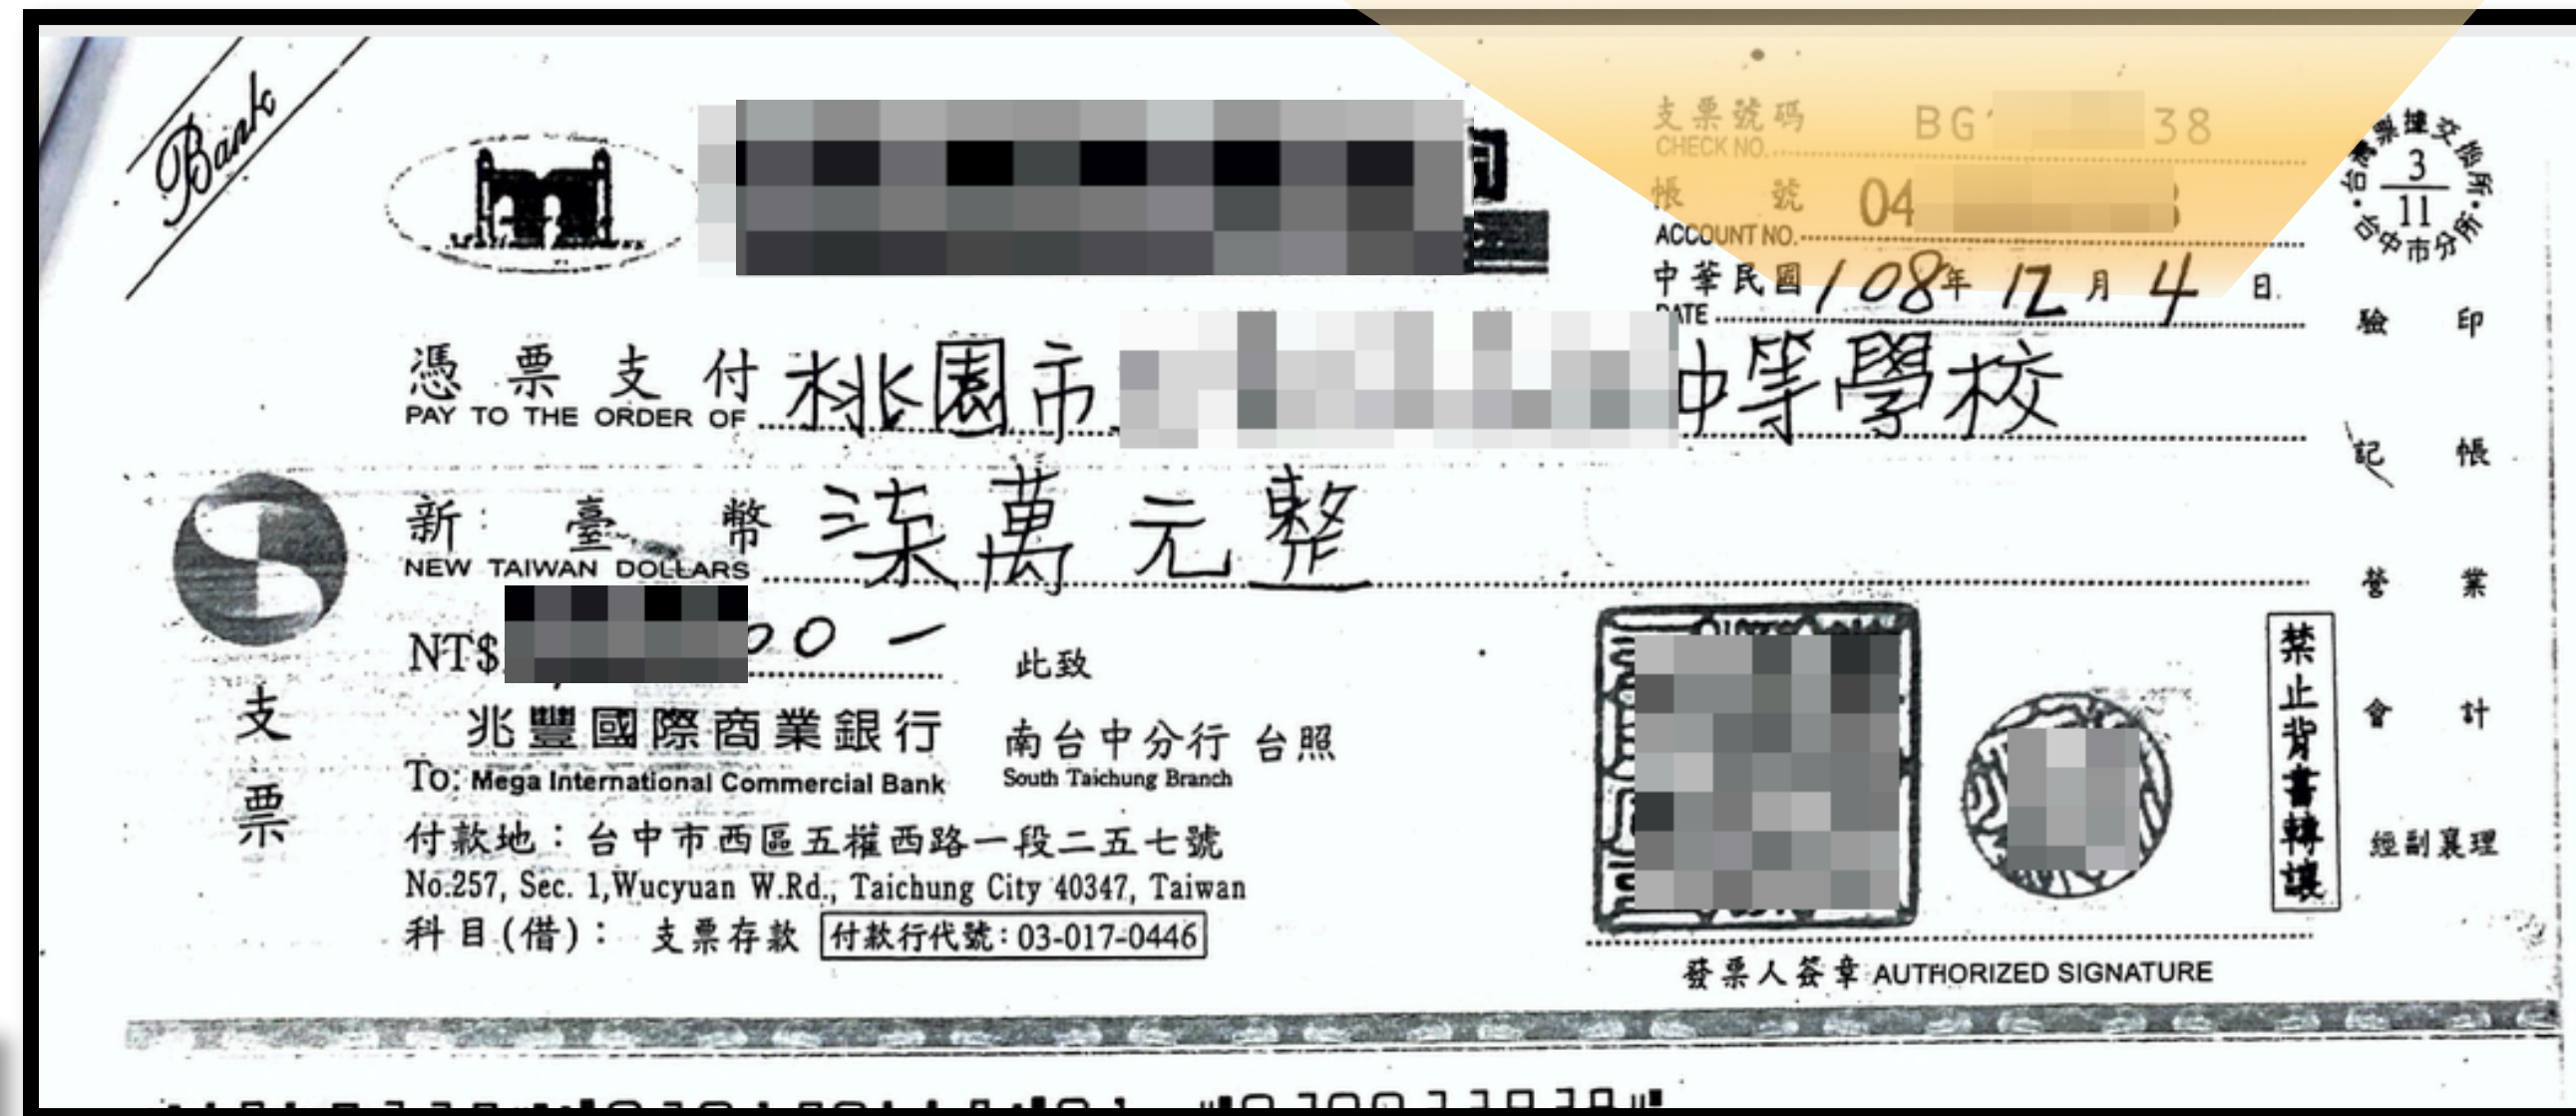 Bank
支票號碼 BG 38
CHECK NO.
帳 號 04
ACCOUNT NO.
中華民國 108年 12月 4日
DATE
台灣票據交換所
3
11
台中市分所
憑票支付 桃園市 中等學校
PAY TO THE ORDER OF
新臺幣 柒萬元整
NEW TAIWAN DOLLARS
NT$ 00 —
此致
支票
兆豐國際商業銀行 南台中分行 台照
To: Mega International Commercial Bank South Taichung Branch
付款地：台中市西區五權西路一段二五七號
No.257, Sec. 1,Wucyuan W.Rd., Taichung City 40347, Taiwan
科目(借)： 支票存款 付款行代號：03-017-0446
發票人簽章 AUTHORIZED SIGNATURE
禁止背書轉讓
驗 印
記 帳
營 業
會 計
經副襄理